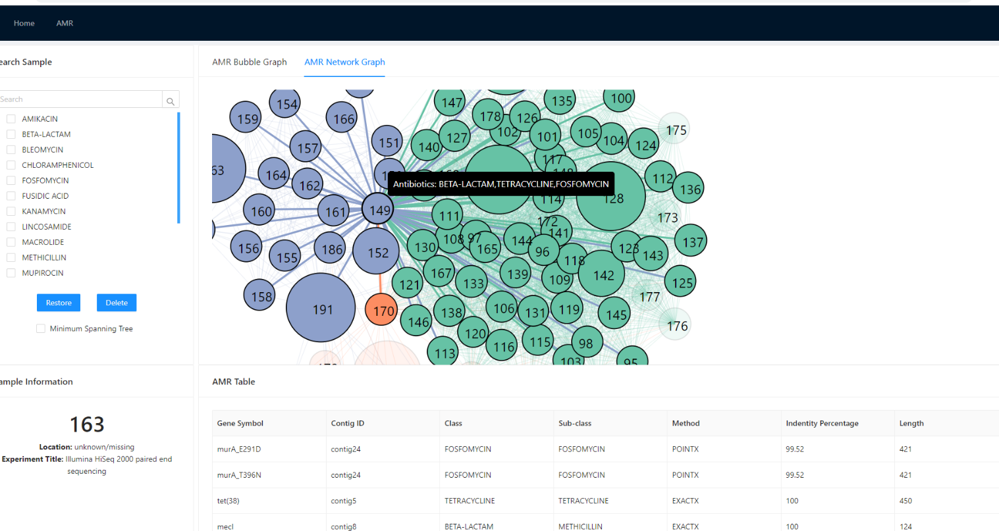 Home AMR
earch Sample
AMR Bubble Graph AMR Network Graph
Search
AMIKACIN
BETA-LACTAM
BLEOMYCIN
CHLORAMPHENICOL
FOSFOMYCIN
FUSIDIC ACID
KANAMYCIN
LINCOSAMIDE
MACROLIDE
METHICILLIN
MUPIROCIN
Restore Delete
Minimum Spanning Tree
154
159
166
151
157
164
162
63
160
161
149
156
155
186
152
158
191
170
147
178
126
135
100
175
102
101
105
104
124
127
140
117
112
136
Antibiotics: BETA-LACTAM,TETRACYCLINE,FOSFOMYCIN
114
128
173
111
172
141
108
97
165
144
96
130
123
143
137
118
142
167
139
109
133
121
125
177
106
131
119
145
176
138
146
120
116
115
98
113
103
95
ample Information
163
Location: unknown/missing
Experiment Title: Illumina HiSeq 2000 paired end
sequencing
AMR Table
Gene Symbol Contig ID Class Sub-class Method Indentity Percentage Length
murA_E291D contig24 FOSFOMYCIN FOSFOMYCIN POINTX 99.52 421
murA_T396N contig24 FOSFOMYCIN FOSFOMYCIN POINTX 99.52 421
tet(38) contig5 TETRACYCLINE TETRACYCLINE EXACTX 100 450
mecI contig8 BETA-LACTAM METHICILLIN EXACTX 100 124